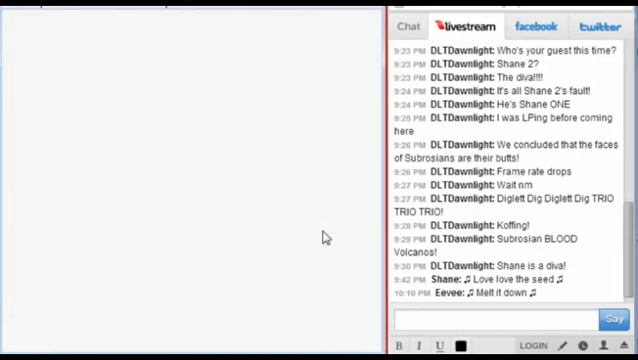 Chat livestream facebook twitter
9:23 PM DLTDawnlight: Who's your guest this time?
9:23 PM DLTDawnlight: Shane 2?
9:23 PM DLTDawnlight: The diva!!!!
9:24 PM DLTDawnlight: It's all Shane 2's fault!
9:24 PM DLTDawnlight: He's Shane ONE
9:25 PM DLTDawnlight: I was LPing before coming
here
9:26 PM DLTDawnlight: We concluded that the faces
of Subrosians are their butts!
9:26 PM DLTDawnlight: Frame rate drops
9:27 PM DLTDawnlight: Wait nm
9:27 PM DLTDawnlight: Diglett Dig Diglett Dig TRIO
TRIO TRIO!
9:28 PM DLTDawnlight: Koffing!
9:29 PM DLTDawnlight: Subrosian BLOOD
Volcanos!
9:30 PM DLTDawnlight: Shane is a diva!
9:42 PM Shane: ♫ Love love the seed ♫
10:10 PM Eevee: ♫ Melt it down ♫
Say
B I U LOGIN